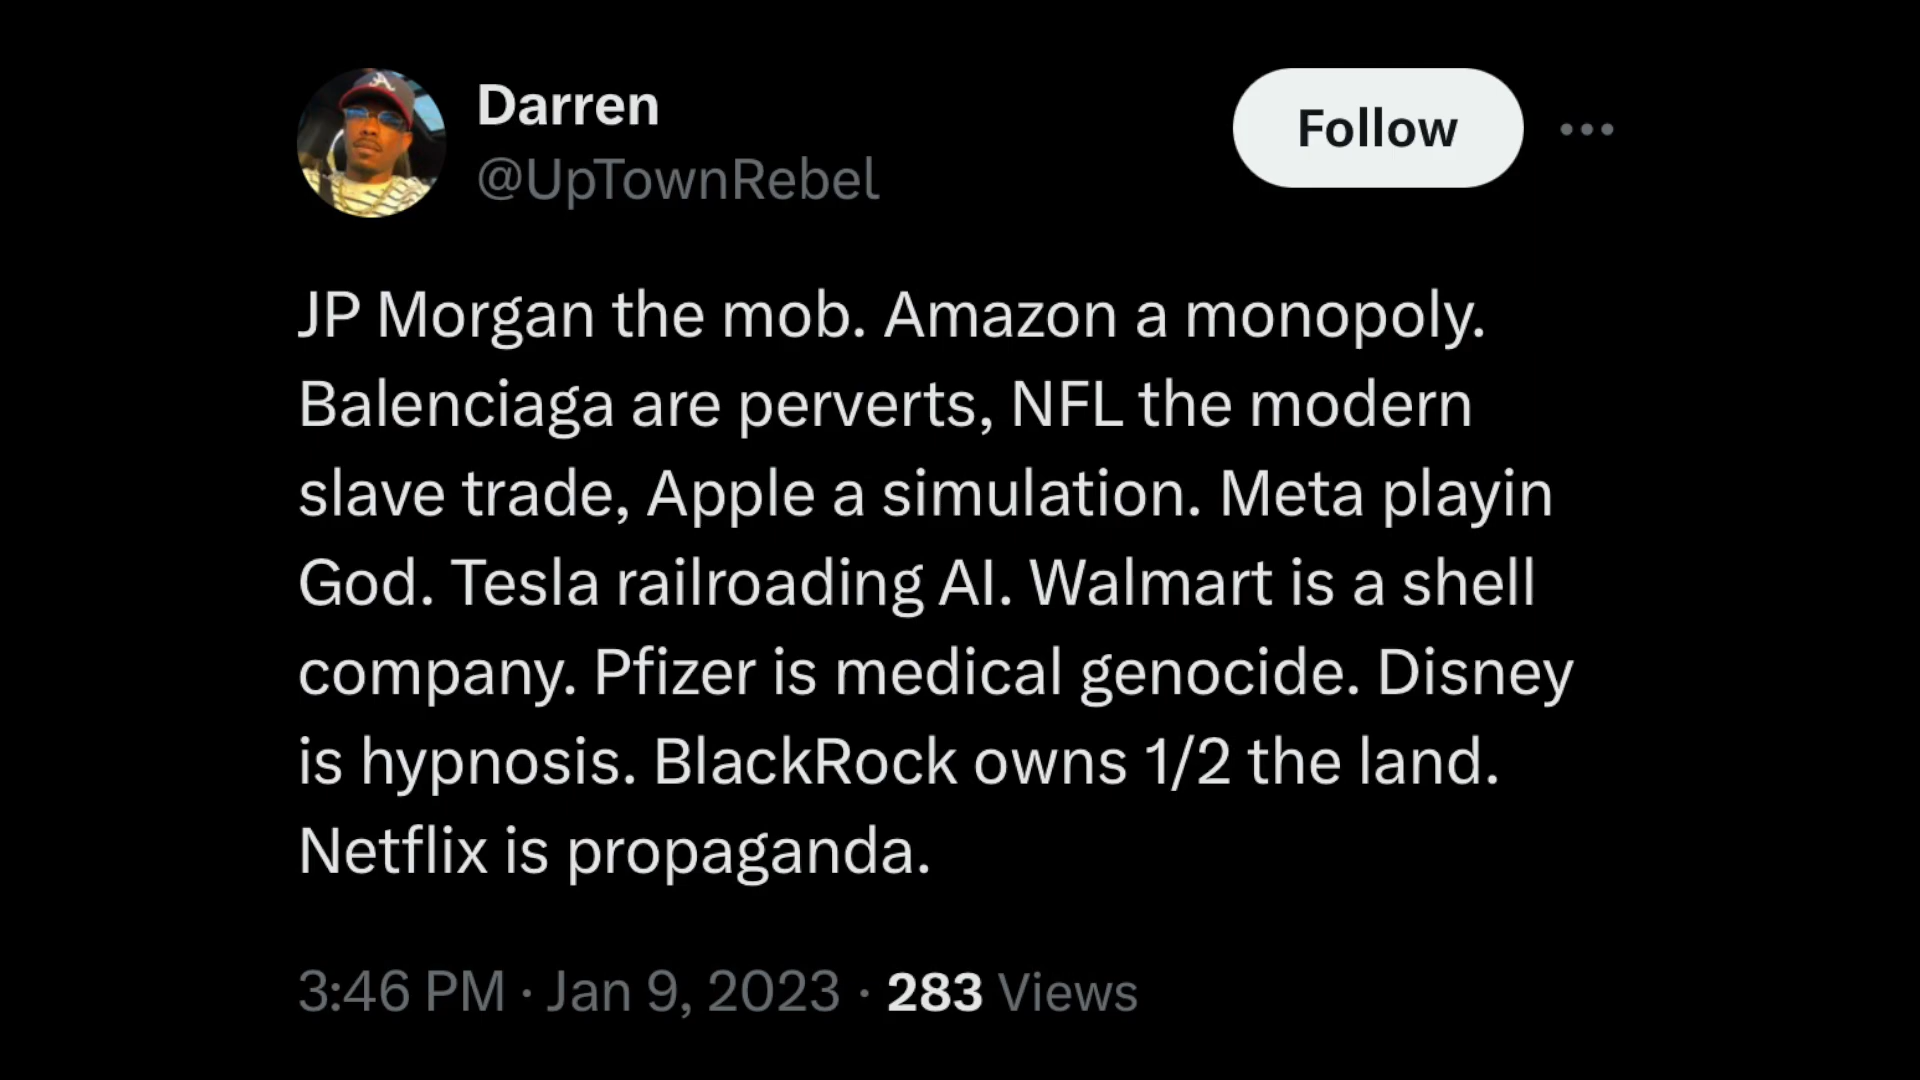 Darren
Follow
@UpTownRebel
JP Morgan the mob. Amazon a monopoly.
Balenciaga are perverts, NFL the modern
slave trade, Apple a simulation. Meta playin
God. Tesla railroading AI. Walmart is a shell
company. Pfizer is medical genocide. Disney
is hypnosis. BlackRock owns 1/2 the land.
Netflix is propaganda.
3:46 PM · Jan 9, 2023 · 283 Views